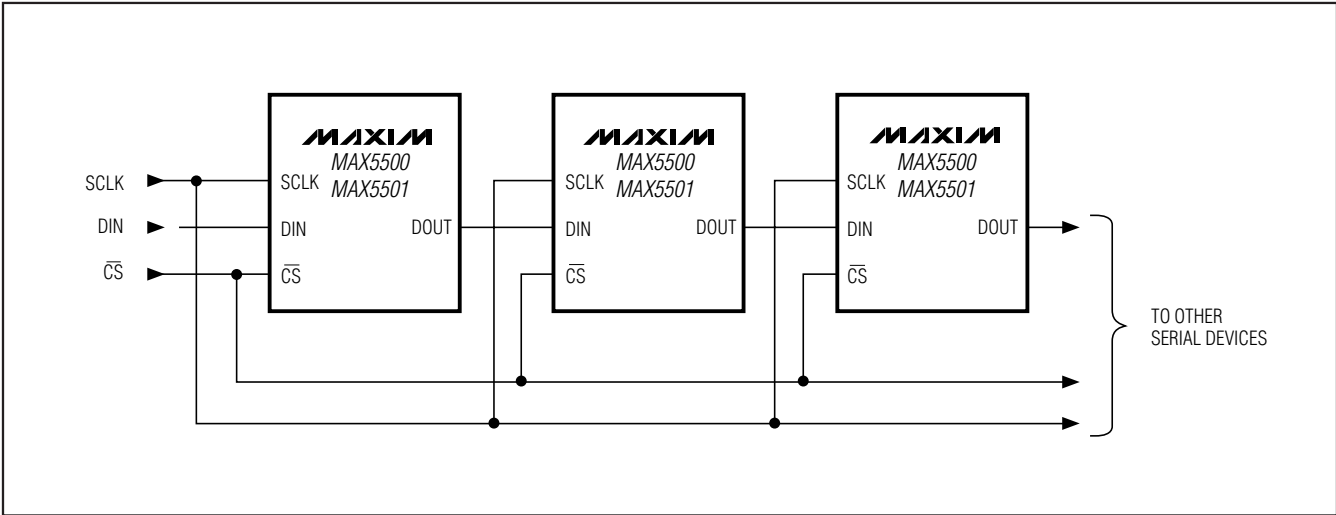 MAXIM
MAX5500
MAX5501
SCLK
DIN
CS
SCLK
DIN
CS
DOUT
MAXIM
MAX5500
MAX5501
SCLK
DIN
CS
DOUT
MAXIM
MAX5500
MAX5501
SCLK
DIN
CS
DOUT
TO OTHER
SERIAL DEVICES